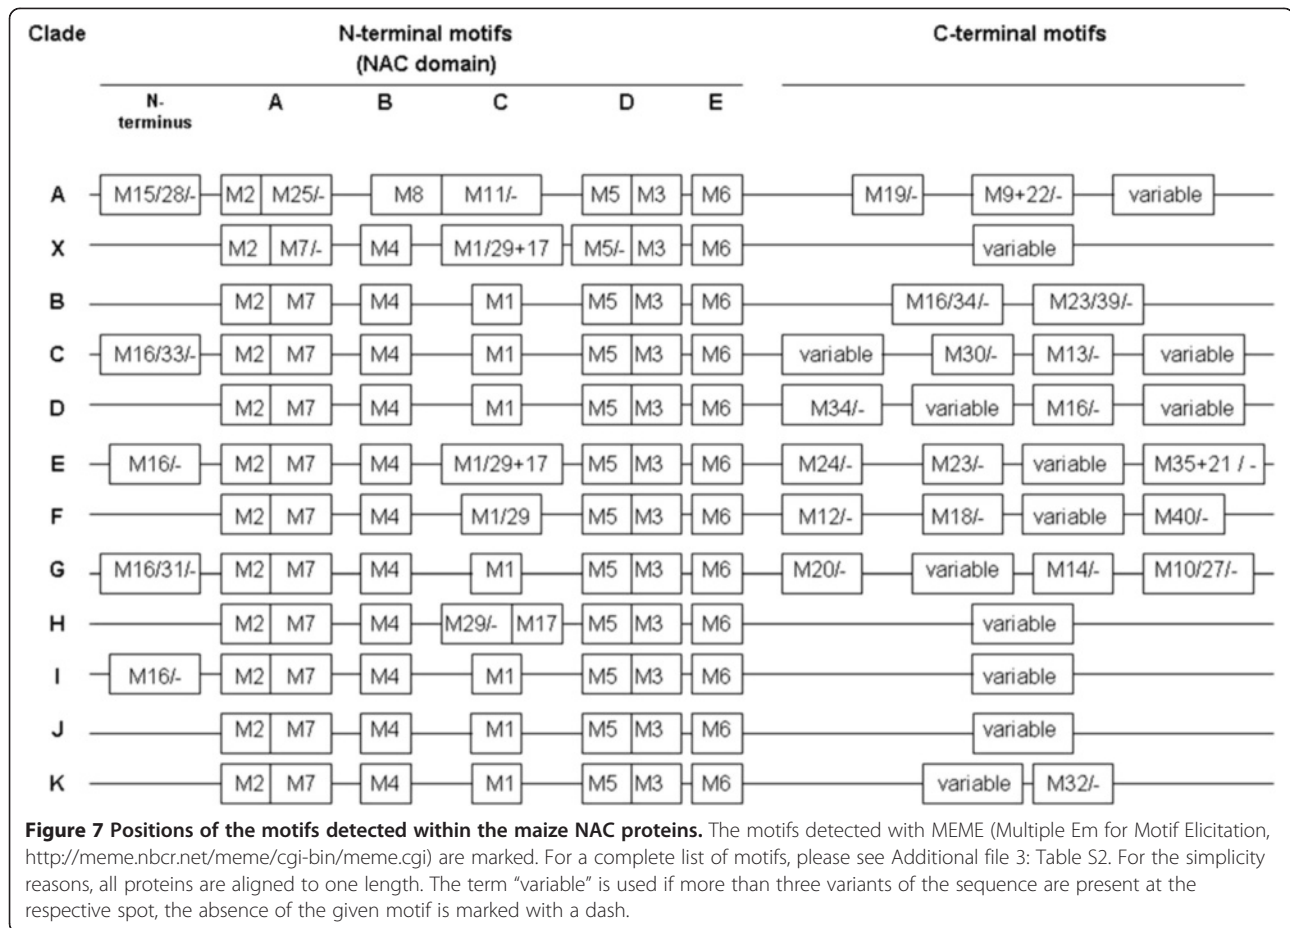 Clade N-terminal motifs C-terminal motifs
(NAC domain)
N-terminus A B C D E
A M15/28/- M2 M25/- M8 M11/- M5 M3 M6 M19/- M9+22/- variable
X M2 M7/- M4 M1/29+17 M5/- M3 M6 variable
B M2 M7 M4 M1 M5 M3 M6 M16/34/- M23/39/-
C M16/33/- M2 M7 M4 M1 M5 M3 M6 variable M30/- M13/- variable
D M2 M7 M4 M1 M5 M3 M6 M34/- variable M16/- variable
E M16/- M2 M7 M4 M1/29+17 M5 M3 M6 M24/- M23/- variable M35+21 / -
F M2 M7 M4 M1/29 M5 M3 M6 M12/- M18/- variable M40/-
G M16/31/- M2 M7 M4 M1 M5 M3 M6 M20/- variable M14/- M10/27/-
H M2 M7 M4 M29/- M17 M5 M3 M6 variable
I M16/- M2 M7 M4 M1 M5 M3 M6 variable
J M2 M7 M4 M1 M5 M3 M6 variable
K M2 M7 M4 M1 M5 M3 M6 variable M32/-
Figure 7 Positions of the motifs detected within the maize NAC proteins. The motifs detected with MEME (Multiple Em for Motif Elicitation,
http://meme.nbcr.net/meme/cgi-bin/meme.cgi) are marked. For a complete list of motifs, please see Additional file 3: Table S2. For the simplicity
reasons, all proteins are aligned to one length. The term “variable” is used if more than three variants of the sequence are present at the
respective spot, the absence of the given motif is marked with a dash.